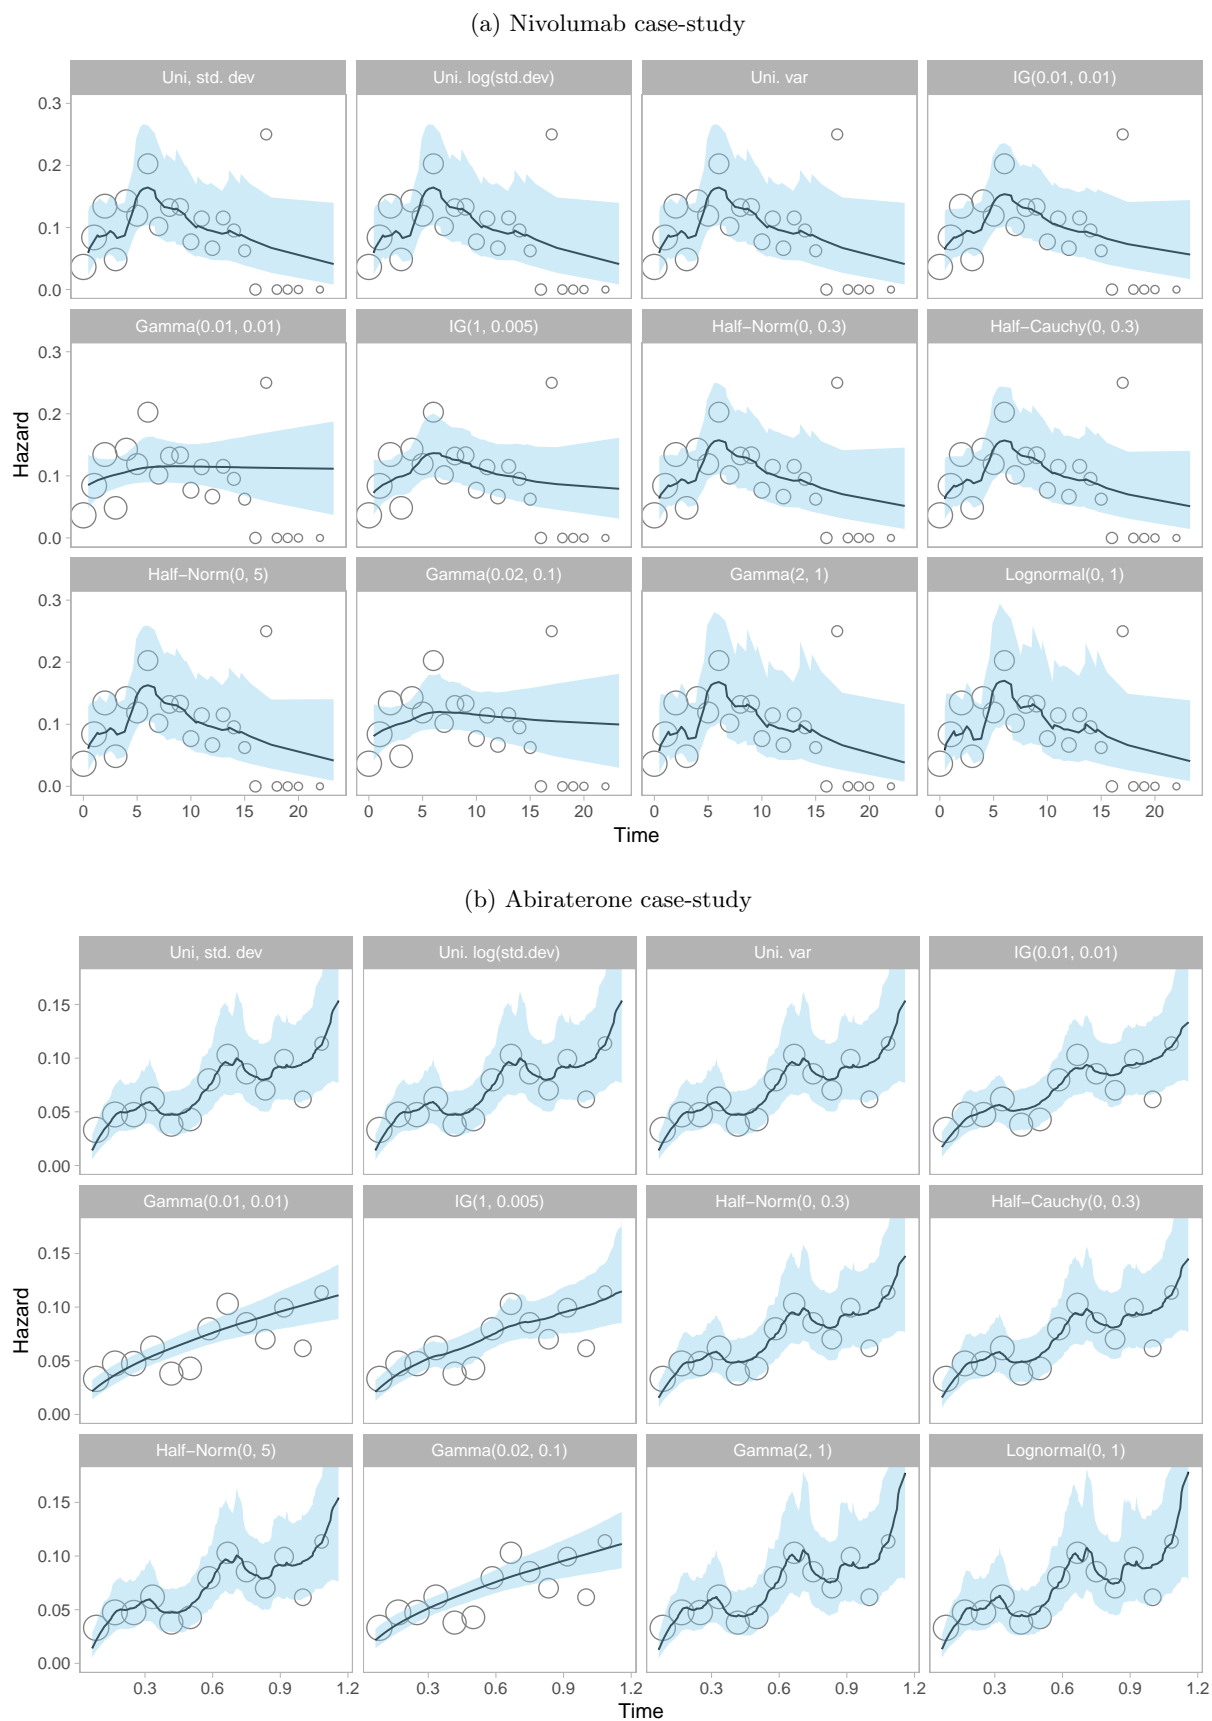 (a) Nivolumab case-study
Uni, std. dev
Uni. log(std.dev)
Uni. var
IG(0.01, 0.01)
0.3
0.2
0.1
0.0
Gamma(0.01, 0.01)
IG(1, 0.005)
Half−Norm(0, 0.3)
Half−Cauchy(0, 0.3)
0.3
0.2
0.1
0.0
Hazard
Half−Norm(0, 5)
Gamma(0.02, 0.1)
Gamma(2, 1)
Lognormal(0, 1)
0.3
0.2
0.1
0.0
0 5 10 15 20 0 5 10 15 20 0 5 10 15 20 0 5 10 15 20
Time
(b) Abiraterone case-study
Uni, std. dev
Uni. log(std.dev)
Uni. var
IG(0.01, 0.01)
0.15
0.10
0.05
0.00
Gamma(0.01, 0.01)
IG(1, 0.005)
Half−Norm(0, 0.3)
Half−Cauchy(0, 0.3)
0.15
0.10
0.05
0.00
Hazard
Half−Norm(0, 5)
Gamma(0.02, 0.1)
Gamma(2, 1)
Lognormal(0, 1)
0.15
0.10
0.05
0.00
0.3 0.6 0.9 1.2 0.3 0.6 0.9 1.2 0.3 0.6 0.9 1.2 0.3 0.6 0.9 1.2
Time